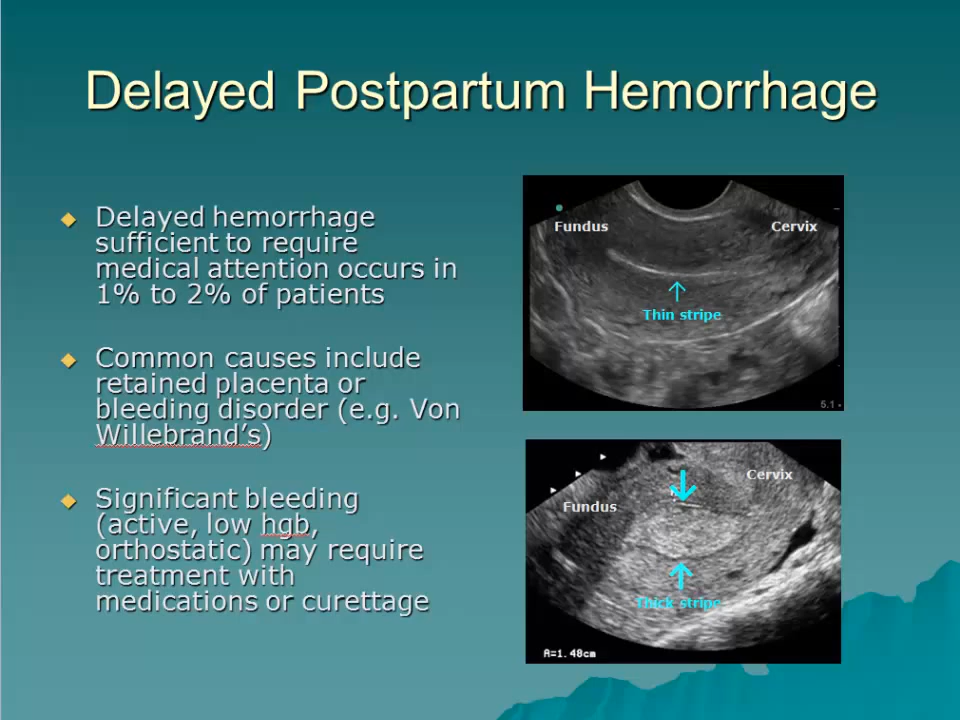 Delayed Postpartum Hemorrhage
Delayed hemorrhage
sufficient to require
medical attention occurs in
1% to 2% of patients
Common causes include
retained placenta or
bleeding disorder (e.g. Von
Willebrand's)
Significant bleeding
(active, low hgb,
orthostatic) may require
treatment with
medications or curettage
Fundus
Cervix
Thin stripe
5.1
Cervix
Fundus
Thick stripe
A=1.48cm